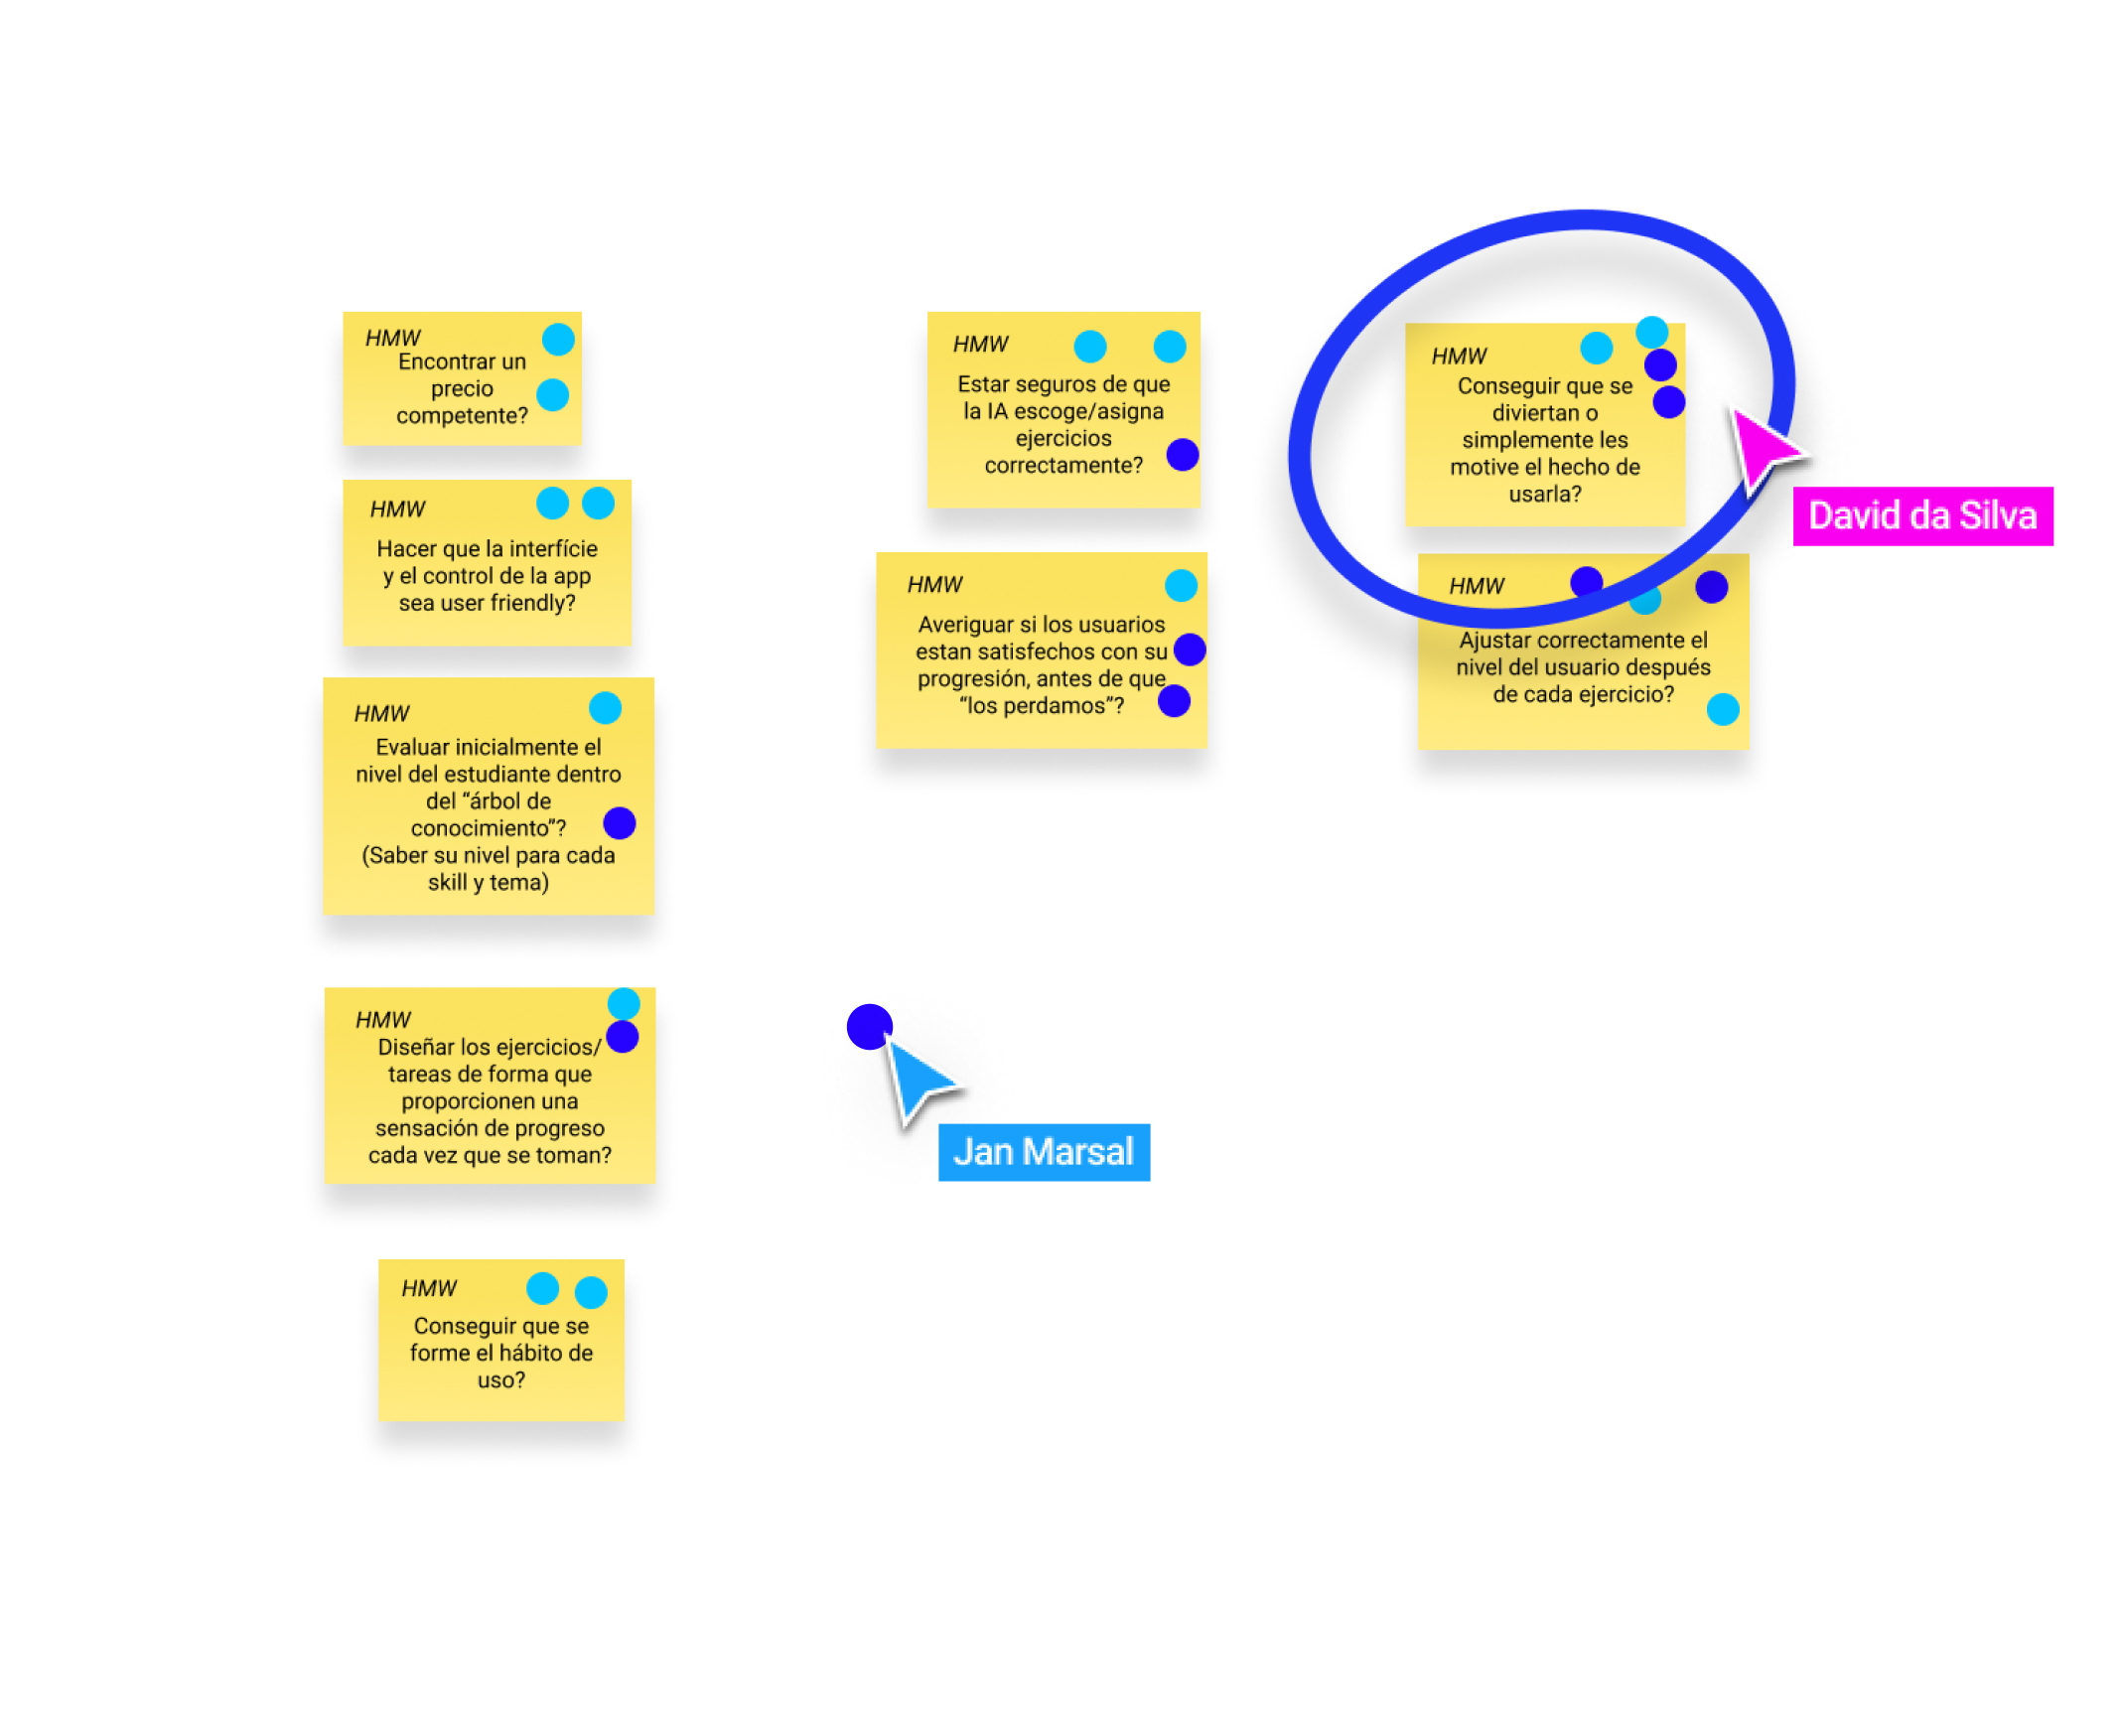 HMW
Encontrar un
precio
competente?
HMW
Hacer que la interfície
y el control de la app
sea user friendly?
HMW
Evaluar inicialmente el
nivel del estudiante dentro
del “árbol de
conocimiento”?
(Saber su nivel para cada
skill y tema)
HMW
Diseñar los ejercicios/
tareas de forma que
proporcionen una
sensación de progreso
cada vez que se toman?
HMW
Conseguir que se
forme el hábito de
uso?
HMW
Estar seguros de que
la IA escoge/asigna
ejercicios
correctamente?
HMW
Averiguar si los usuarios
estan satisfechos con su
progresión, antes de que
“los perdamos”?
Jan Marsal
HMW
Conseguir que se
diviertan o
simplemente les
motive el hecho de
usarla?
David da Silva
HMW
Ajustar correctamente el
nivel del usuario después
de cada ejercicio?